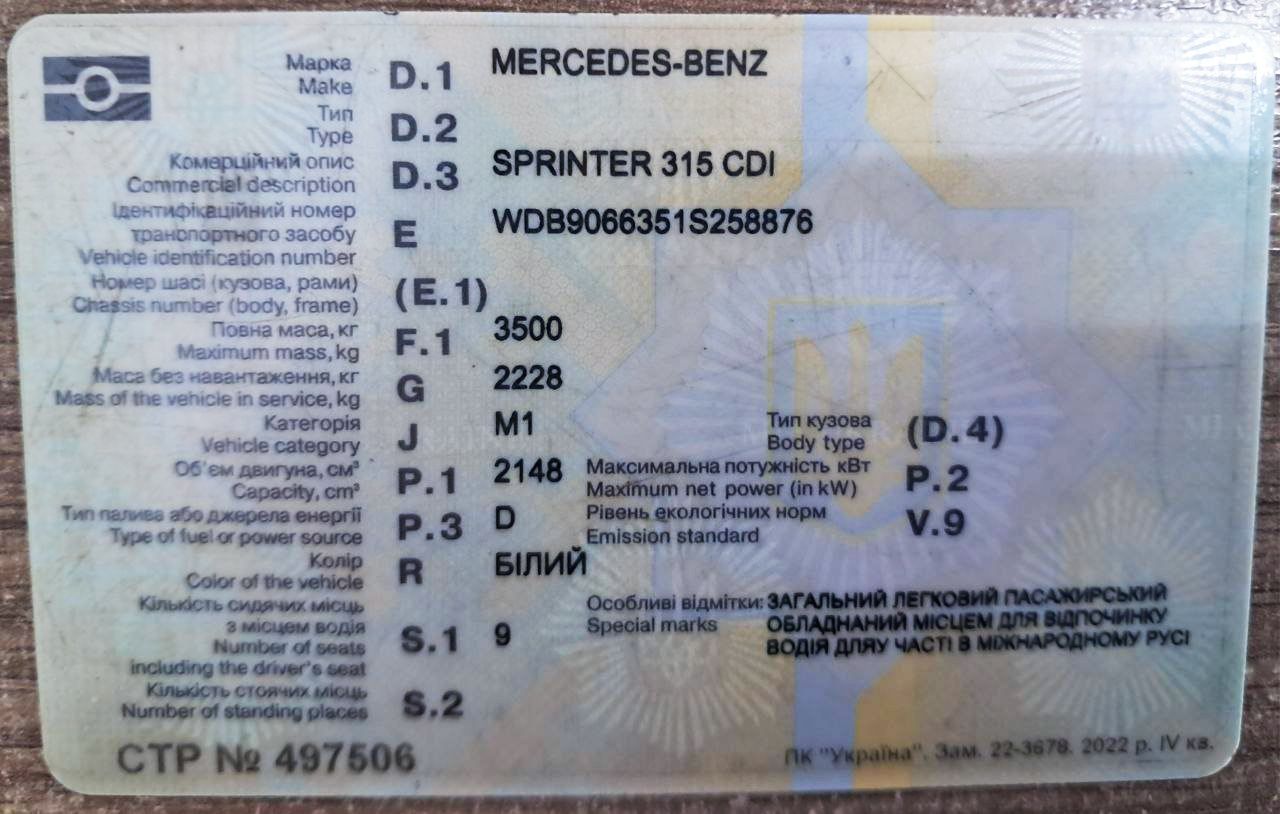 Марка
Make D.1 MERCEDES-BENZ
Тип
Type D.2
Комерційний опис
Commercial description D.3 SPRINTER 315 CDI
Ідентифікаційний номер
транспортного засобу E WDB9066351S258876
Vehicle identification number
Номер шасі (кузова, рами)
Chassis number (body, frame) (E.1)
Повна маса, кг
Maximum mass, kg F.1 3500
Маса без навантаження, кг
Mass of the vehicle in service, kg G 2228
Категорія
Vehicle category J M1
Тип кузова
Body type (D.4)
Об'єм двигуна, см³
Capacity, cm³ P.1 2148
Максимальна потужність кВт
Maximum net power (in kW) P.2
Тип палива або джерела енергії
Type of fuel or power source P.3 D
Рівень екологічних норм
Emission standard V.9
Колір
Color of the vehicle R БІЛИЙ
Кількість сидячих місць
з місцем водія
Number of seats S.1 9
including the driver's seat
Особливі відмітки: ЗАГАЛЬНИЙ ЛЕГКОВИЙ ПАСАЖИРСЬКИЙ
Special marks ОБЛАДНАНИЙ МІСЦЕМ ДЛЯ ВІДПОЧИНКУ
ВОДІЯ ДЛЯУ ЧАСТІ В МІЖНАРОДНОМУ РУСІ
Кількість стоячих місць
Number of standing places S.2
СТР № 497506
ПК "Україна". Зам. 22-3678. 2022 р. IV кв.